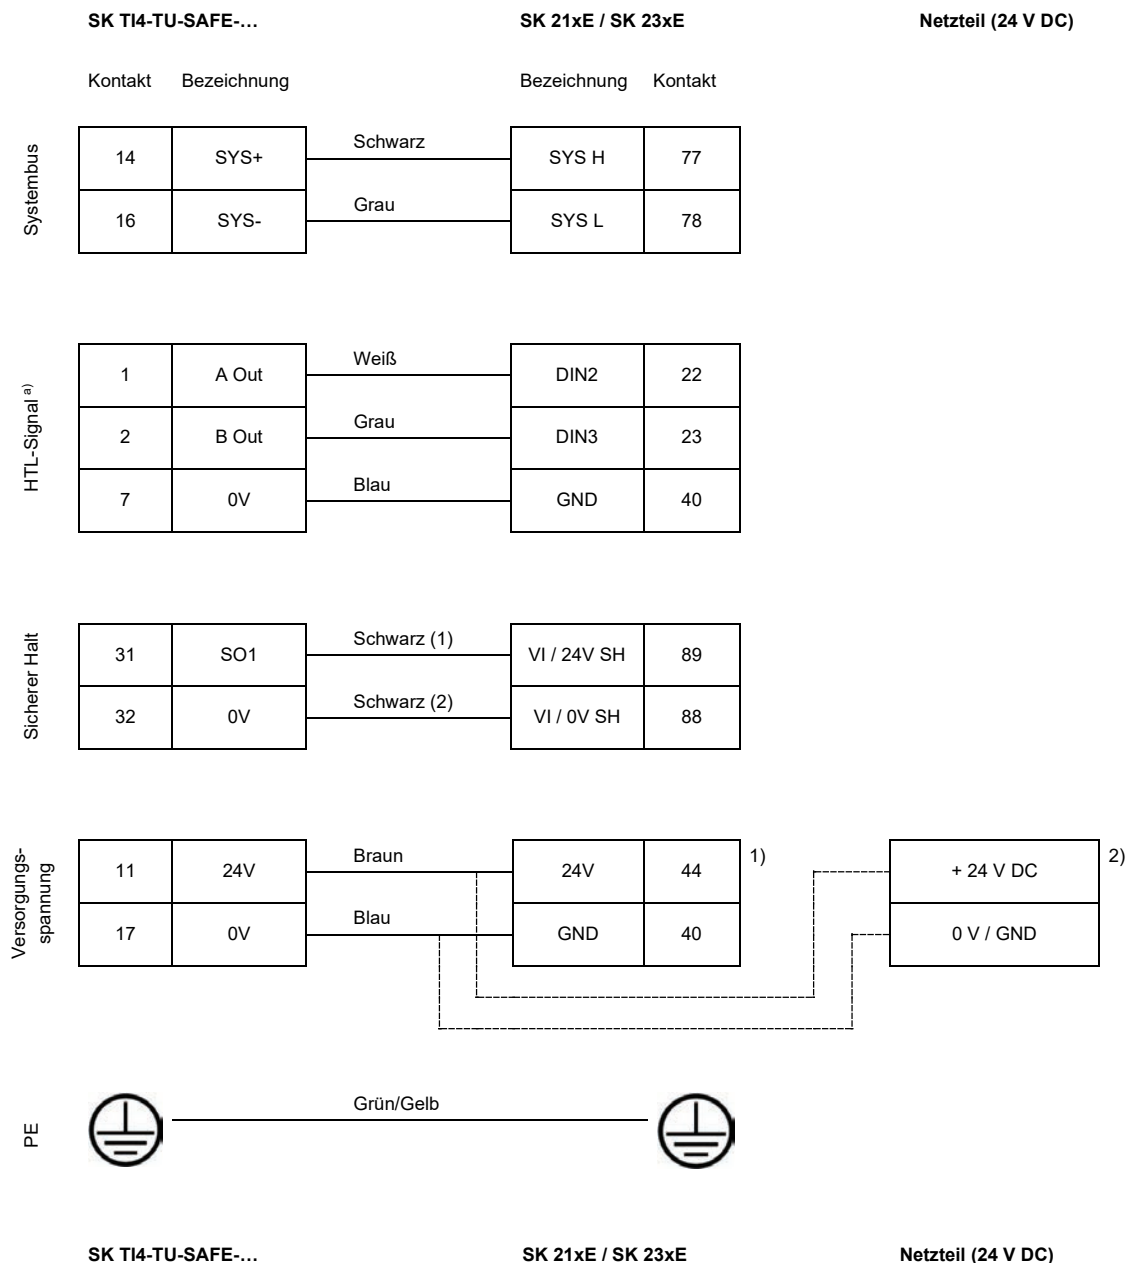 SK TI4-TU-SAFE-… SK 21xE / SK 23xE Netzteil (24 V DC)
Kontakt Bezeichnung Bezeichnung Kontakt
Systembus
14 SYS+ Schwarz SYS H 77
16 SYS- Grau SYS L 78
HTL-Signal a)
1 A Out Weiß DIN2 22
2 B Out Grau DIN3 23
7 0V Blau GND 40
Sicherer Halt
31 SO1 Schwarz (1) VI / 24V SH 89
32 0V Schwarz (2) VI / 0V SH 88
Versorgungs-
spannung
11 24V Braun 24V 44 1) + 24 V DC 2)
17 0V Blau GND 40 0 V / GND
PE
Grün/Gelb
SK TI4-TU-SAFE-… SK 21xE / SK 23xE Netzteil (24 V DC)